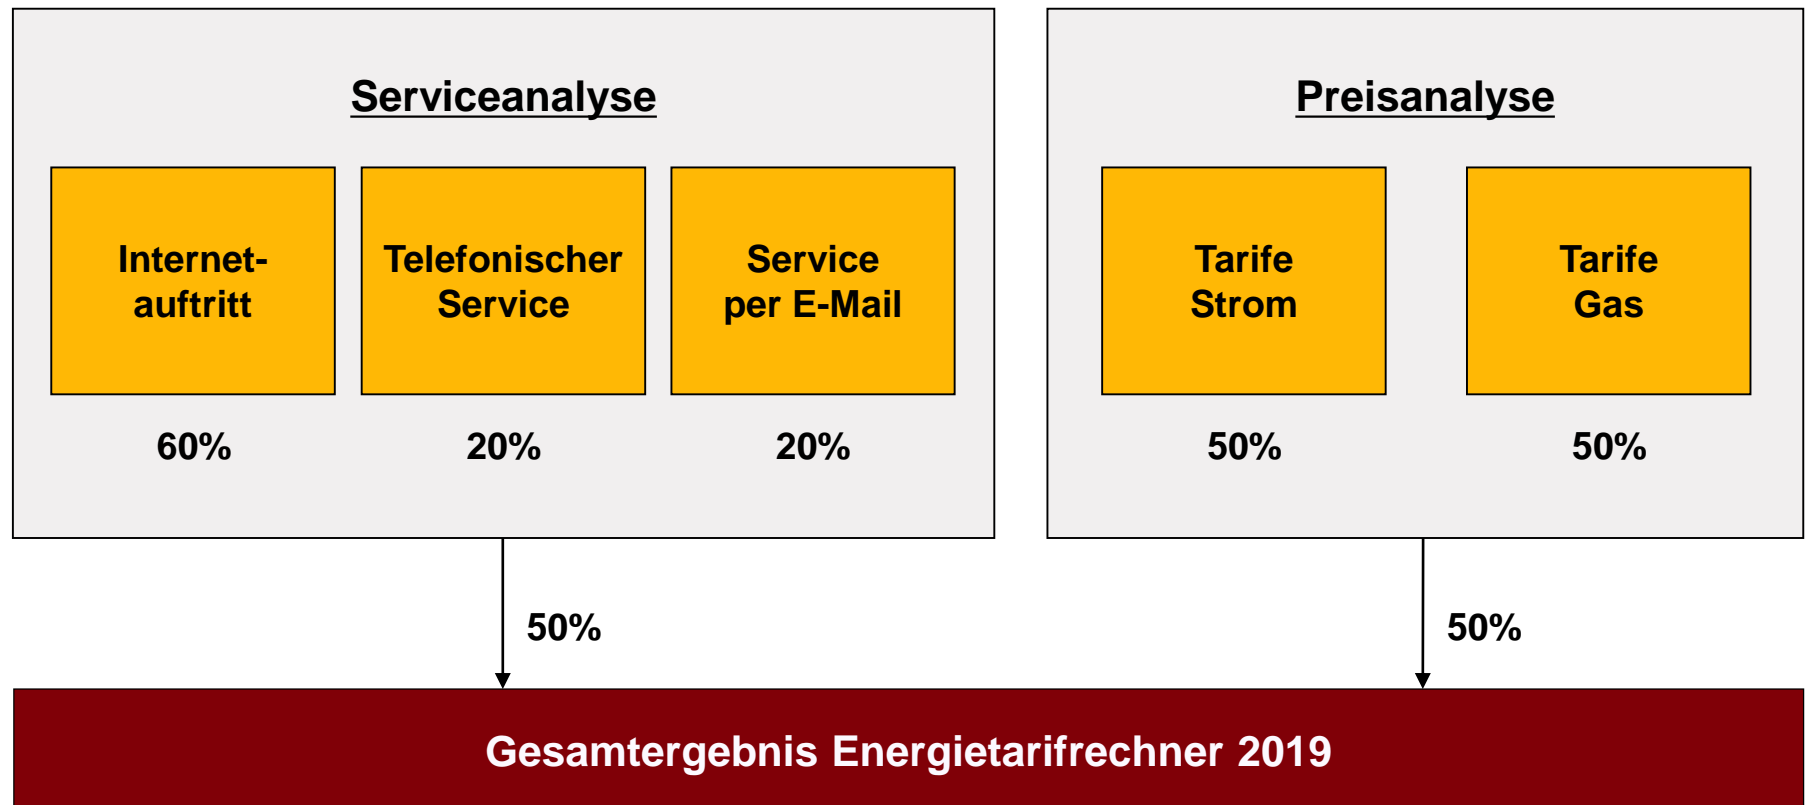 Serviceanalyse
Internet-
auftritt
Telefonischer
Service
Service
per E-Mail
60%
20%
20%
Preisanalyse
Tarife
Strom
Tarife
Gas
50%
50%
50%
50%
Gesamtergebnis Energietarifrechner 2019